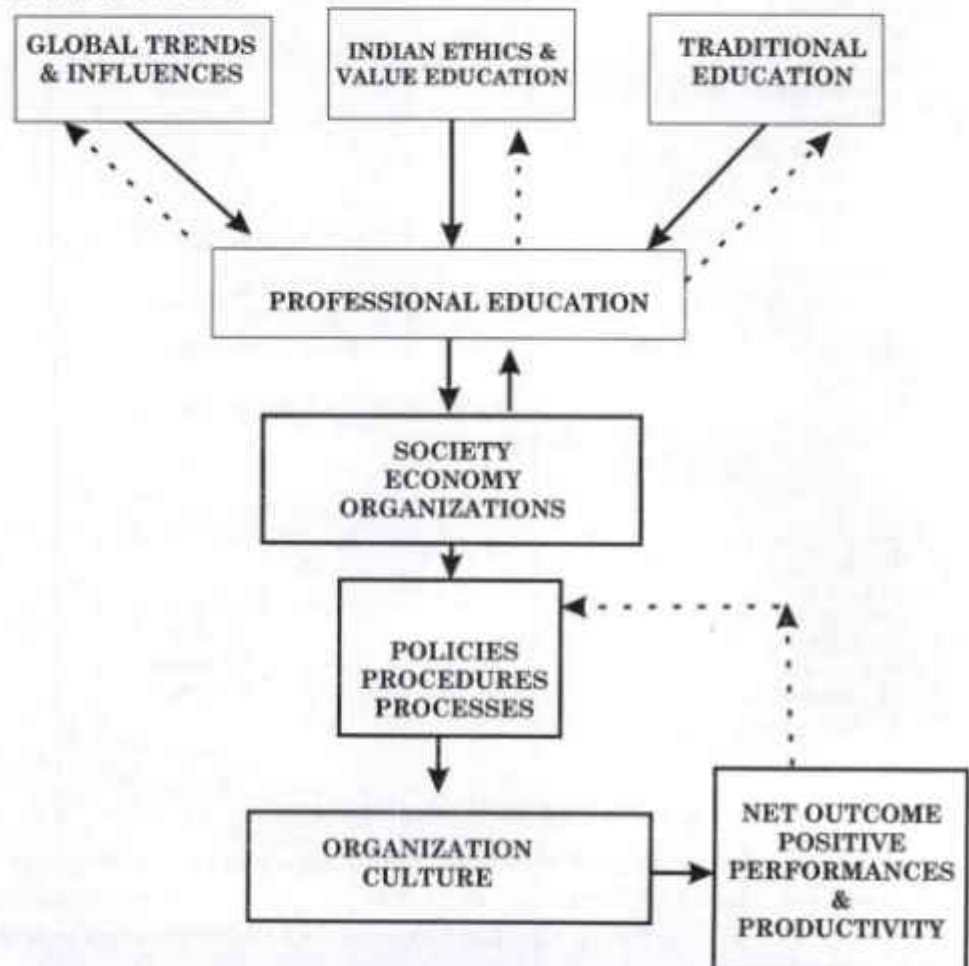 GLOBAL TRENDS
& INFLUENCES
INDIAN ETHICS &
VALUE EDUCATION
TRADITIONAL
EDUCATION
PROFESSIONAL EDUCATION
SOCIETY
ECONOMY
ORGANIZATIONS
POLICIES
PROCEDURES
PROCESSES
ORGANIZATION
CULTURE
NET OUTCOME
POSITIVE
PERFORMANCES
&
PRODUCTIVITY